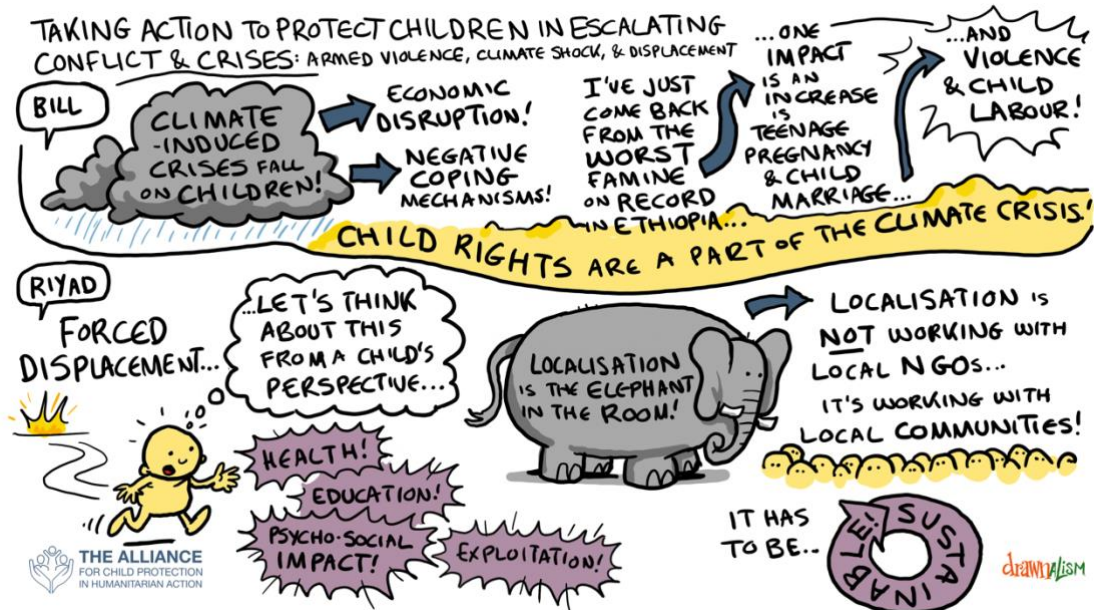 TAKING ACTION TO PROTECT CHILDREN IN ESCALATING
CONFLICT & CRISES: ARMED VIOLENCE, CLIMATE SHOCK, & DISPLACEMENT
BILL
CLIMATE
-INDUCED
CRISES FALL
ON CHILDREN!
ECONOMIC
DISRUPTION!
NEGATIVE
COPING
MECHANISMS!
I'VE JUST
COME BACK
FROM THE
WORST
FAMINE
ON RECORD
IN ETHIOPIA...
...ONE
IMPACT
IS AN
INCREASE
IS
TEENAGE
PREGNANCY
& CHILD
MARRIAGE...
...AND
VIOLENCE
& CHILD
LABOUR!
CHILD RIGHTS ARE A PART OF THE CLIMATE CRISIS!
RIYAD
FORCED
DISPLACEMENT...
...LET'S THINK
ABOUT THIS
FROM A CHILD'S
PERSPECTIVE...
HEALTH!
EDUCATION!
PSYCHO-SOCIAL
IMPACT!
EXPLOITATION!
LOCALISATION
IS THE ELEPHANT
IN THE ROOM!
LOCALISATION IS
NOT WORKING WITH
LOCAL NGOS...
IT'S WORKING WITH
LOCAL COMMUNITIES!
IT HAS
TO BE...
SUSTAINABLE!
THE ALLIANCE
FOR CHILD PROTECTION
IN HUMANITARIAN ACTION
drawnalism